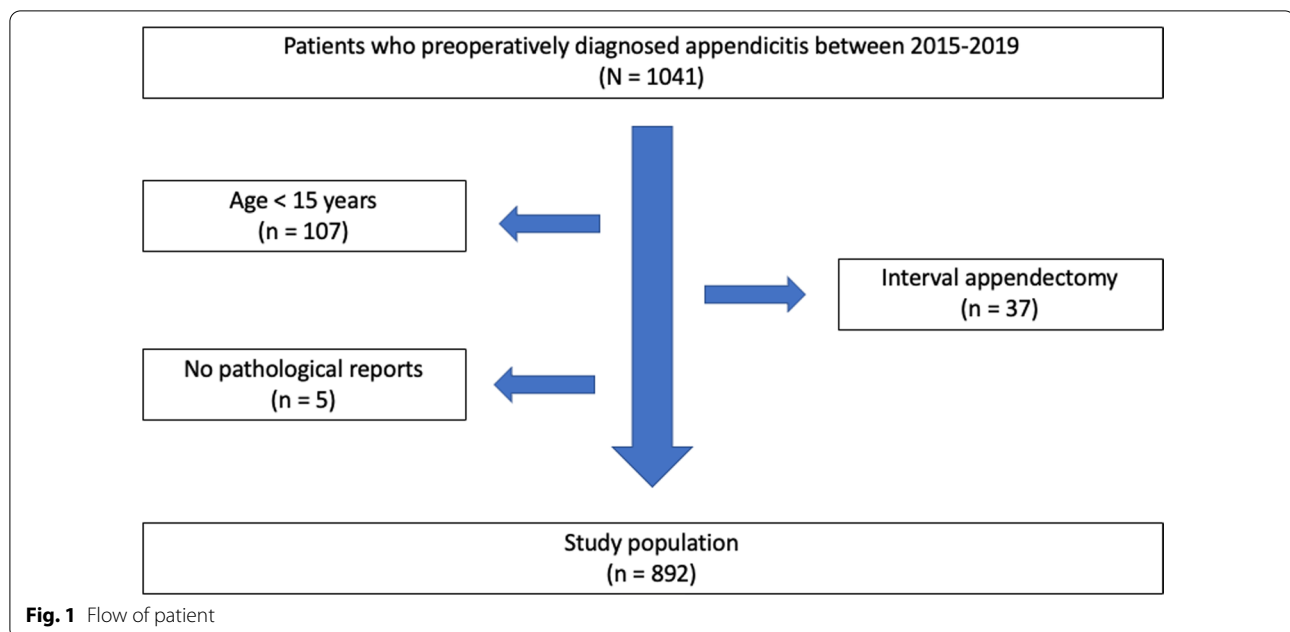 Patients who preoperatively diagnosed appendicitis between 2015-2019
(N = 1041)
Age < 15 years
(n = 107)
Interval appendectomy
(n = 37)
No pathological reports
(n = 5)
Study population
(n = 892)
Fig. 1 Flow of patient